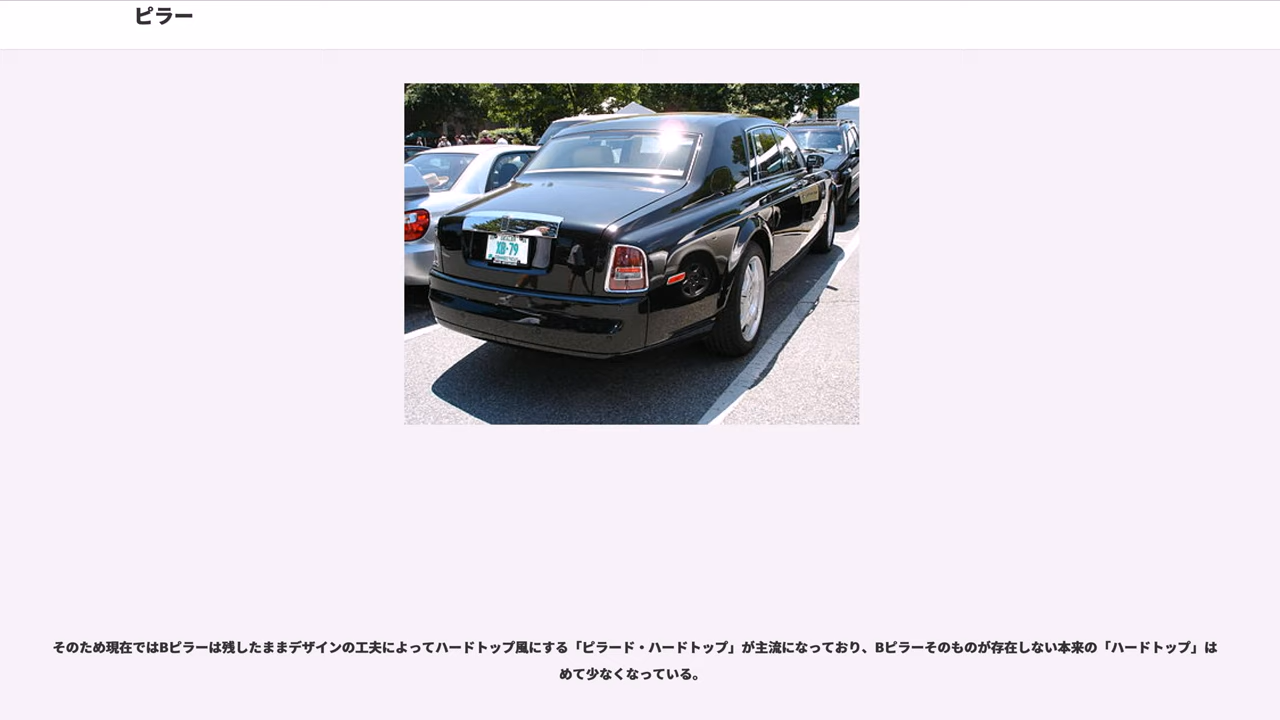 ピラー
XB·79
そのため現在ではBピラーは残したままデザインの工夫によってハードトップ風にする「ピラード・ハードトップ」が主流になっており、Bピラーそのものが存在しない本来の「ハードトップ」は
めて少なくなっている。